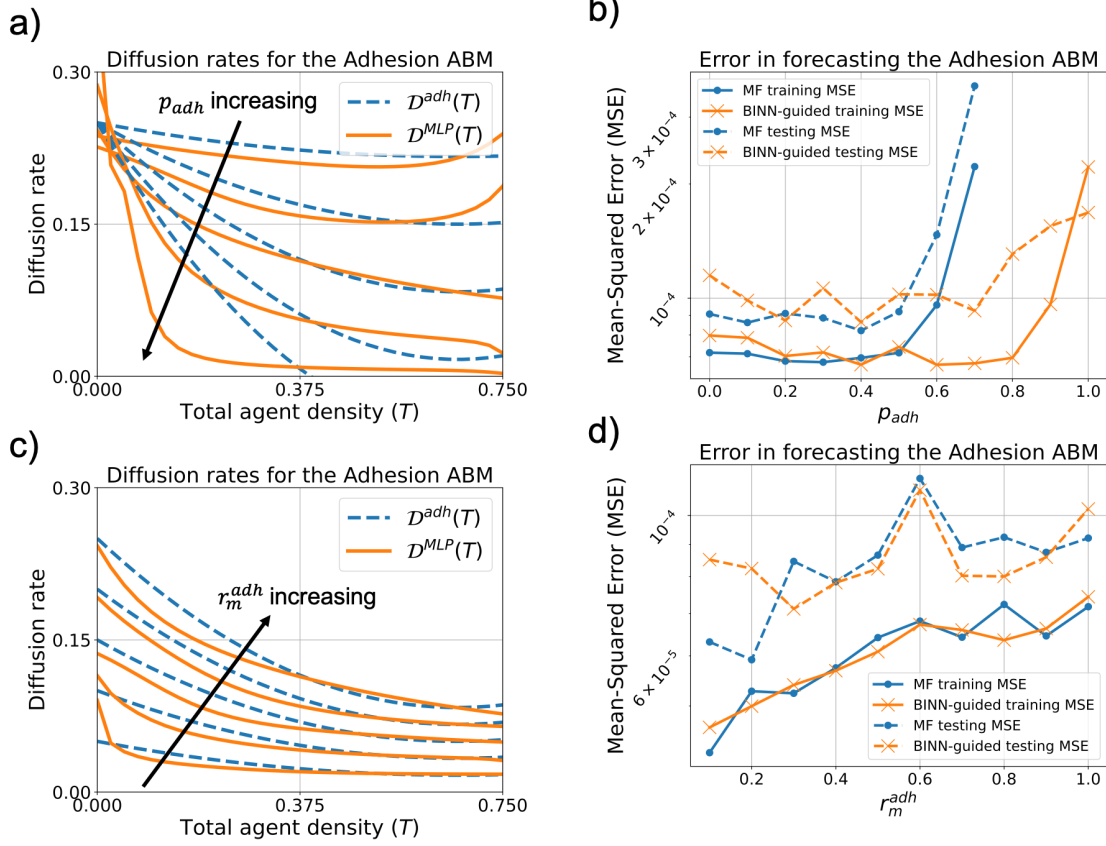 a)
Diffusion rates for the Adhesion ABM
0.30
0.15
0.00
Diffusion rate
p_adh increasing
𝒟^adh(T)
𝒟^MLP(T)
0.000 0.375 0.750
Total agent density (T)
b)
Error in forecasting the Adhesion ABM
Mean-Squared Error (MSE)
3 × 10⁻⁴
2 × 10⁻⁴
10⁻⁴
MF training MSE
BINN-guided training MSE
MF testing MSE
BINN-guided testing MSE
0.0 0.2 0.4 0.6 0.8 1.0
p_adh
c)
Diffusion rates for the Adhesion ABM
0.30
0.15
0.00
Diffusion rate
𝒟^adh(T)
𝒟^MLP(T)
r_m^adh increasing
0.000 0.375 0.750
Total agent density (T)
d)
Error in forecasting the Adhesion ABM
Mean-Squared Error (MSE)
10⁻⁴
6 × 10⁻⁵
MF training MSE
BINN-guided training MSE
MF testing MSE
BINN-guided testing MSE
0.2 0.4 0.6 0.8 1.0
r_m^adh